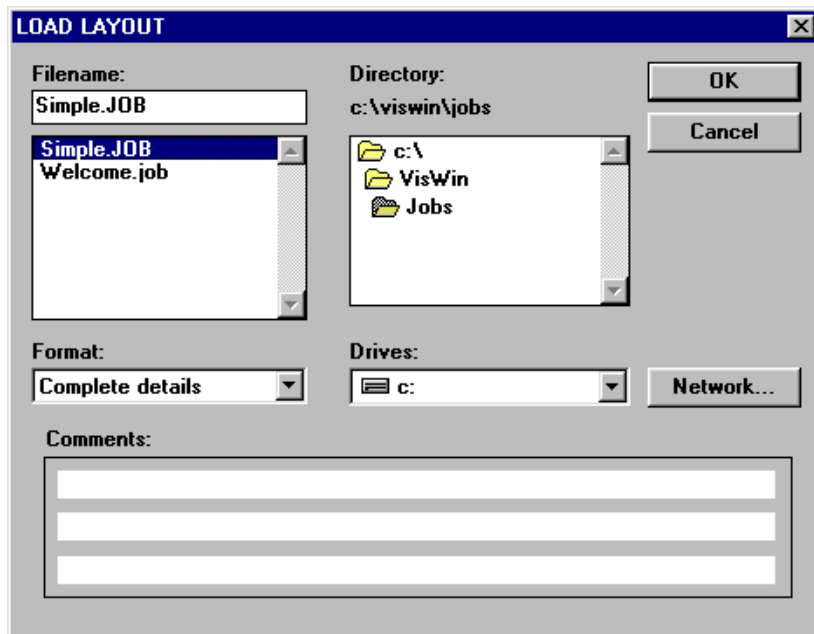 LOAD LAYOUT
Filename:
Simple.JOB
Simple.JOB
Welcome.job
Directory:
c:\viswin\jobs
c:\
VisWin
Jobs
OK
Cancel
Format:
Complete details
Drives:
c:
Network...
Comments: